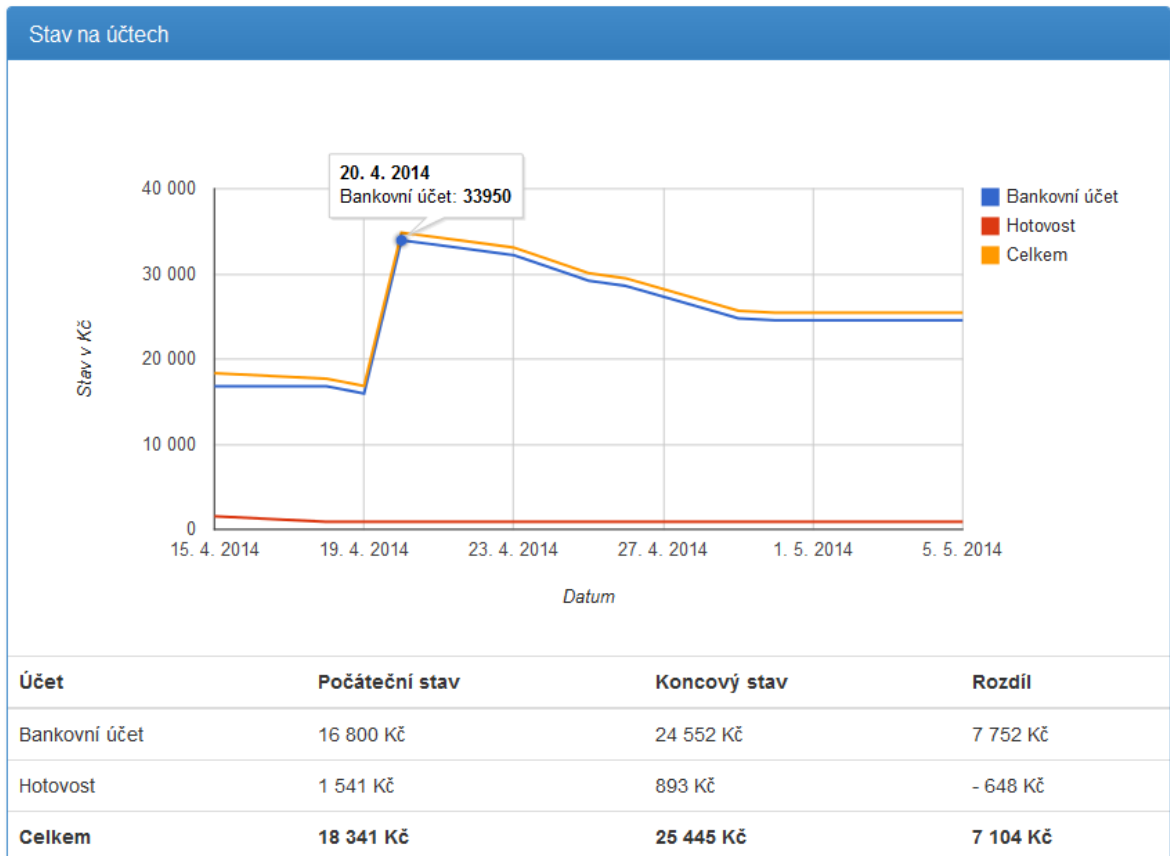 Stav na účtech
20. 4. 2014
Bankovní účet: 33950
40 000
30 000
20 000
10 000
0
Stav v Kč
Bankovní účet
Hotovost
Celkem
15. 4. 2014 19. 4. 2014 23. 4. 2014 27. 4. 2014 1. 5. 2014 5. 5. 2014
Datum
Účet Počáteční stav Koncový stav Rozdíl
Bankovní účet 16 800 Kč 24 552 Kč 7 752 Kč
Hotovost 1 541 Kč 893 Kč - 648 Kč
Celkem 18 341 Kč 25 445 Kč 7 104 Kč